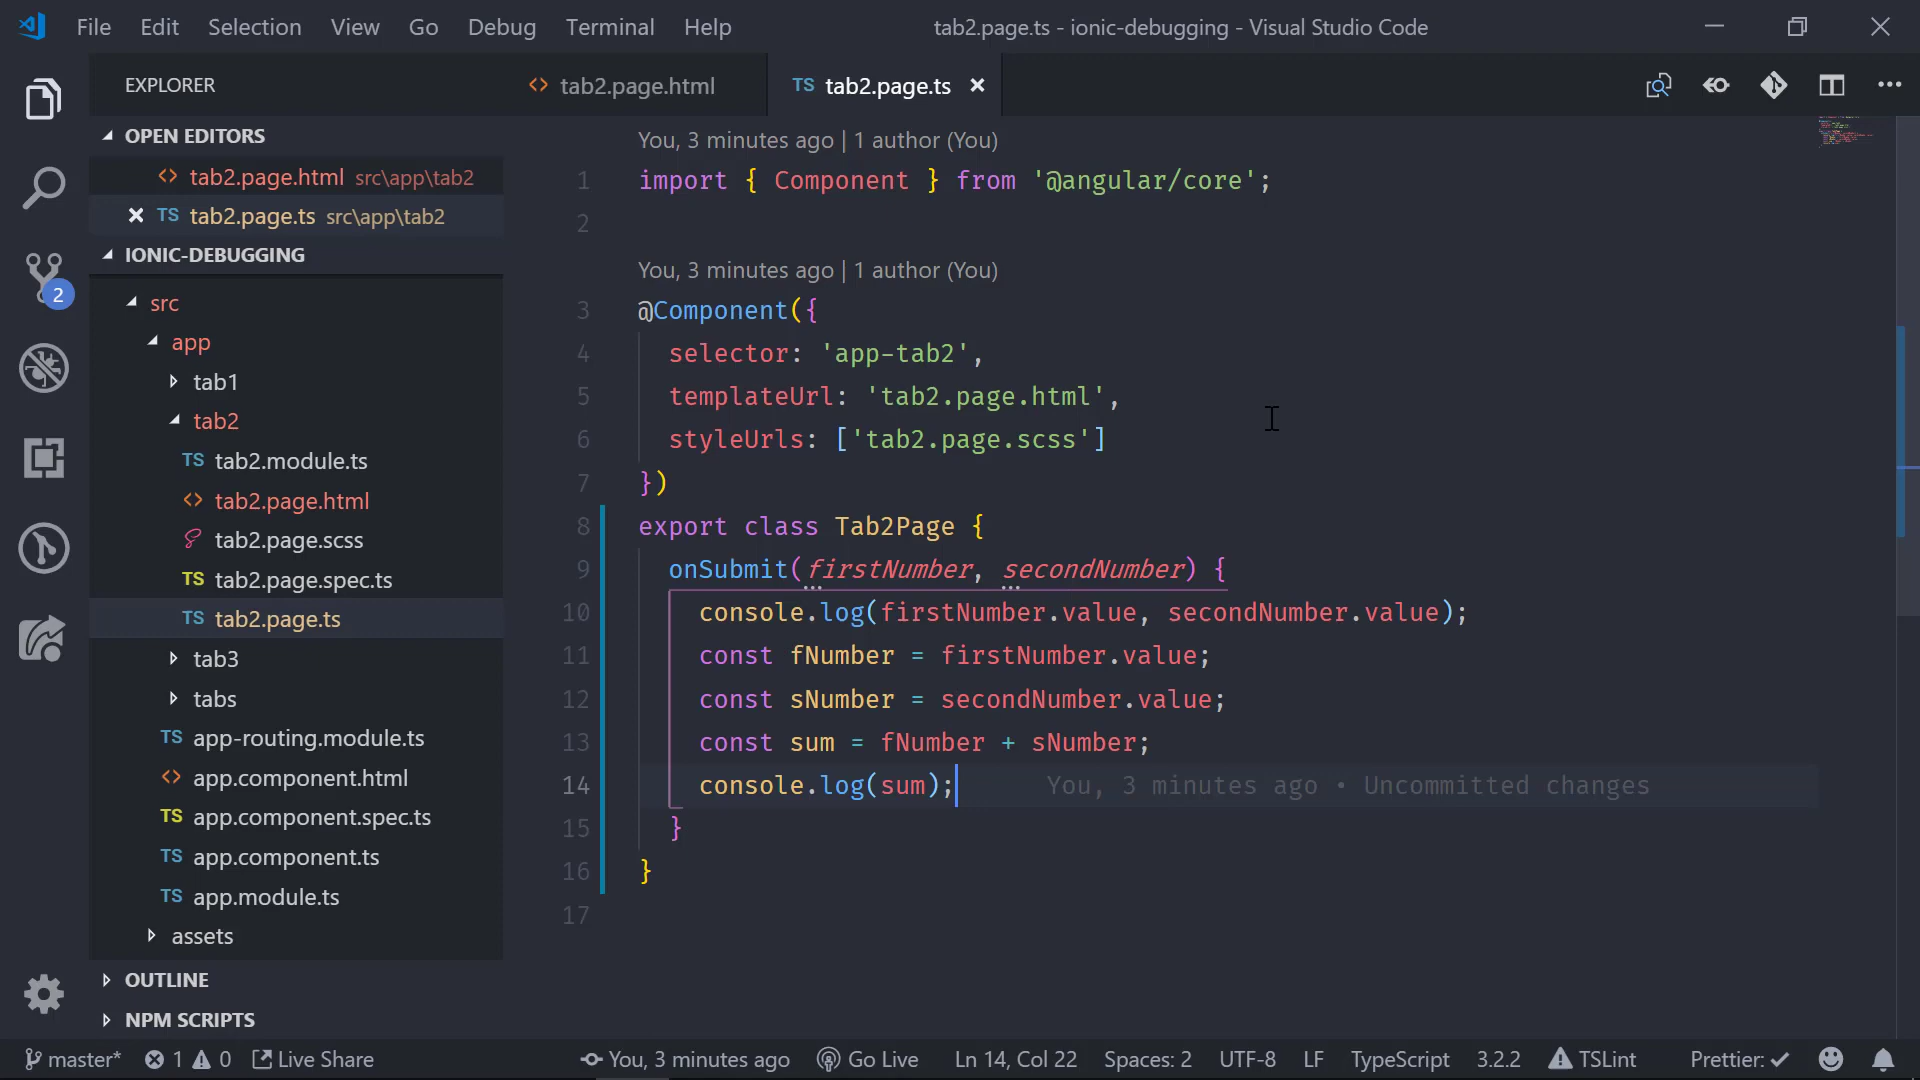 File Edit Selection View Go Debug Terminal Help
tab2.page.ts - ionic-debugging - Visual Studio Code
EXPLORER
OPEN EDITORS
<> tab2.page.html src\app\tab2
TS tab2.page.ts src\app\tab2
IONIC-DEBUGGING
src
app
tab1
tab2
TS tab2.module.ts
<> tab2.page.html
tab2.page.scss
TS tab2.page.spec.ts
TS tab2.page.ts
tab3
tabs
TS app-routing.module.ts
<> app.component.html
TS app.component.spec.ts
TS app.component.ts
TS app.module.ts
assets
OUTLINE
NPM SCRIPTS
2
<> tab2.page.html
TS tab2.page.ts
You, 3 minutes ago | 1 author (You)
1 import { Component } from '@angular/core';
2
You, 3 minutes ago | 1 author (You)
3 @Component({
4 selector: 'app-tab2',
5 templateUrl: 'tab2.page.html',
6 styleUrls: ['tab2.page.scss']
7 })
8 export class Tab2Page {
9 onSubmit(firstNumber, secondNumber) {
10 console.log(firstNumber.value, secondNumber.value);
11 const fNumber = firstNumber.value;
12 const sNumber = secondNumber.value;
13 const sum = fNumber + sNumber;
14 console.log(sum); You, 3 minutes ago • Uncommitted changes
15 }
16 }
17
master* 1 0 Live Share You, 3 minutes ago Go Live Ln 14, Col 22 Spaces: 2 UTF-8 LF TypeScript 3.2.2 TSLint Prettier: ✓